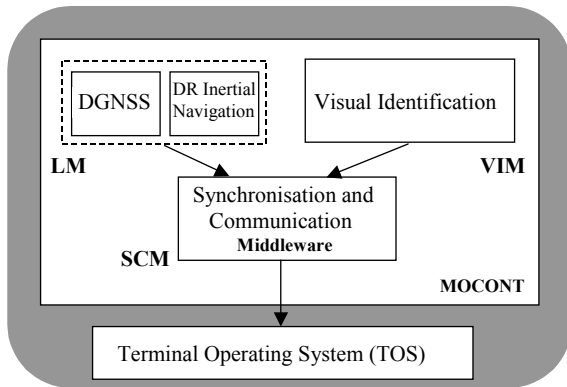 DGNSS
DR Inertial
Navigation
Visual Identification
LM
VIM
Synchronisation and
Communication
Middleware
SCM
MOCONT
Terminal Operating System (TOS)